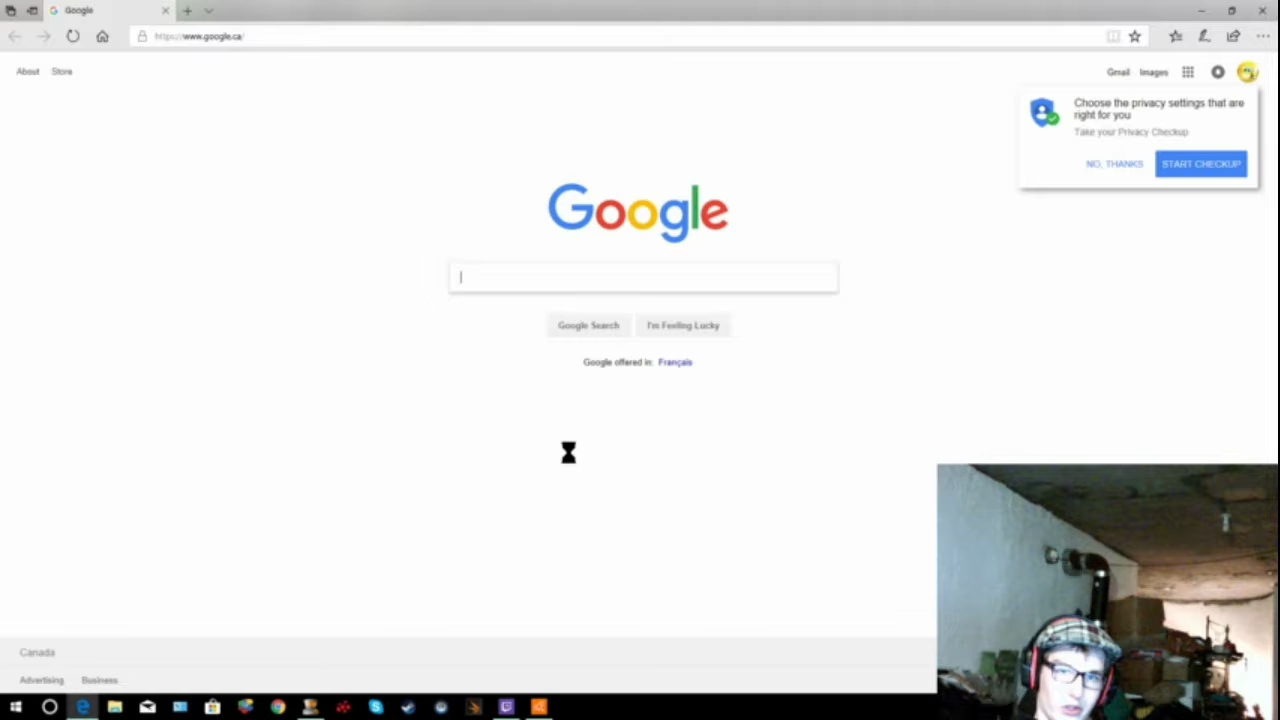 Google
https://www.google.ca/
About Store
Gmail Images
Choose the privacy settings that are
right for you
Take your Privacy Checkup
NO, THANKS START CHECKUP
Google
Google Search I'm Feeling Lucky
Google offered in: Français
Canada
Advertising Business